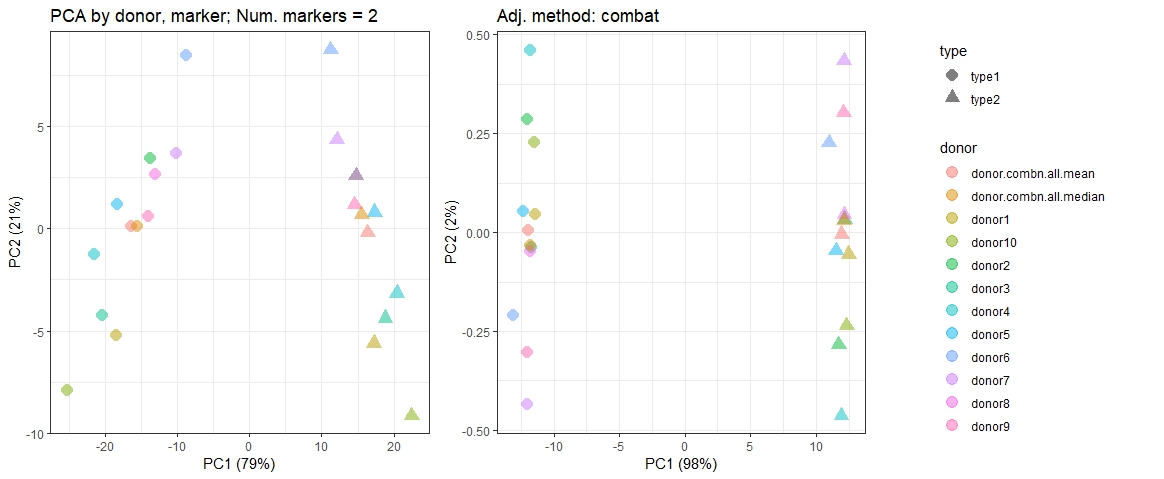 PCA by donor, marker; Num. markers = 2
5
0
-5
-10
PC2 (21%)
-20
-10
0
10
20
PC1 (79%)
Adj. method: combat
0.50
0.25
0.00
-0.25
-0.50
PC2 (2%)
-10
-5
0
5
10
PC1 (98%)
type
type1
type2
donor
donor.combn.all.mean
donor.combn.all.median
donor1
donor10
donor2
donor3
donor4
donor5
donor6
donor7
donor8
donor9